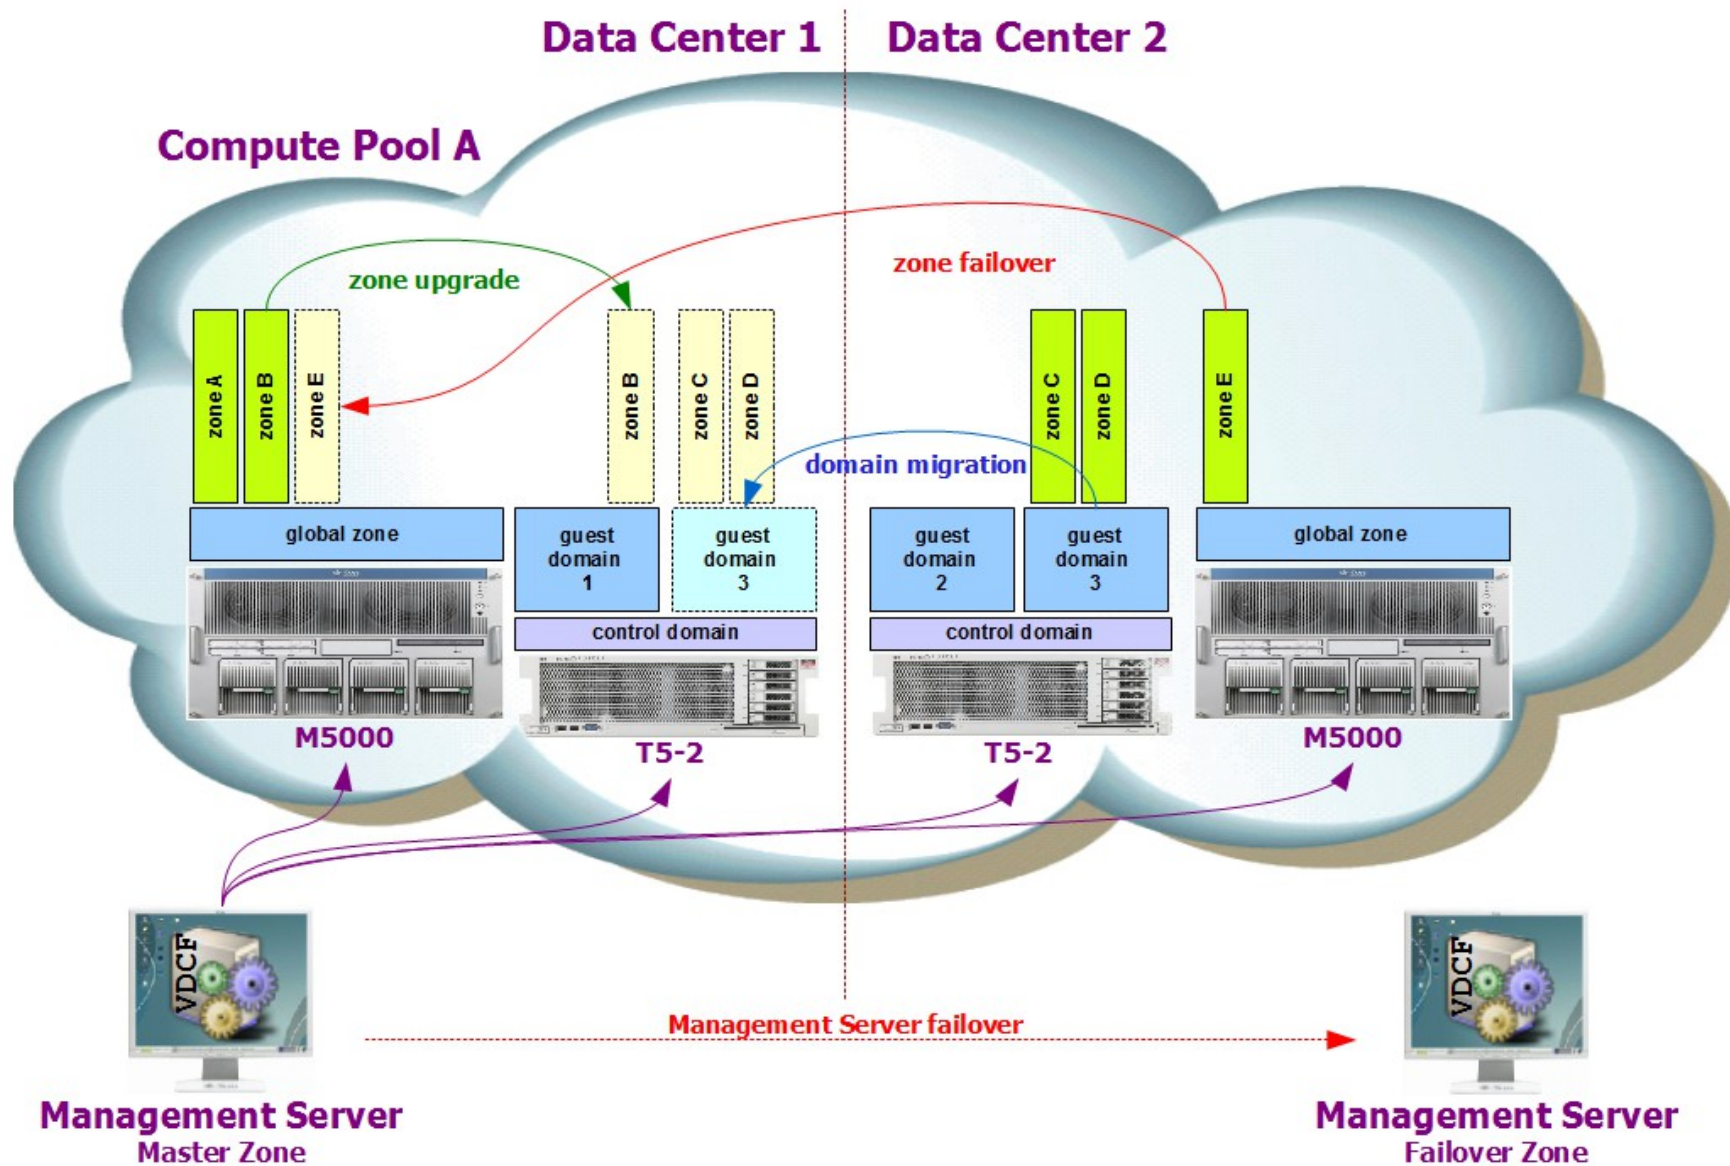 Data Center 1
Data Center 2
Compute Pool A
zone upgrade
zone failover
zone A
zone B
zone E
zone B
zone C
zone D
zone C
zone D
zone E
domain migration
global zone
guest
domain
1
guest
domain
3
guest
domain
2
guest
domain
3
global zone
control domain
control domain
M5000
T5-2
T5-2
M5000
VDCF
VDCF
Management Server failover
Management Server
Master Zone
Management Server
Failover Zone